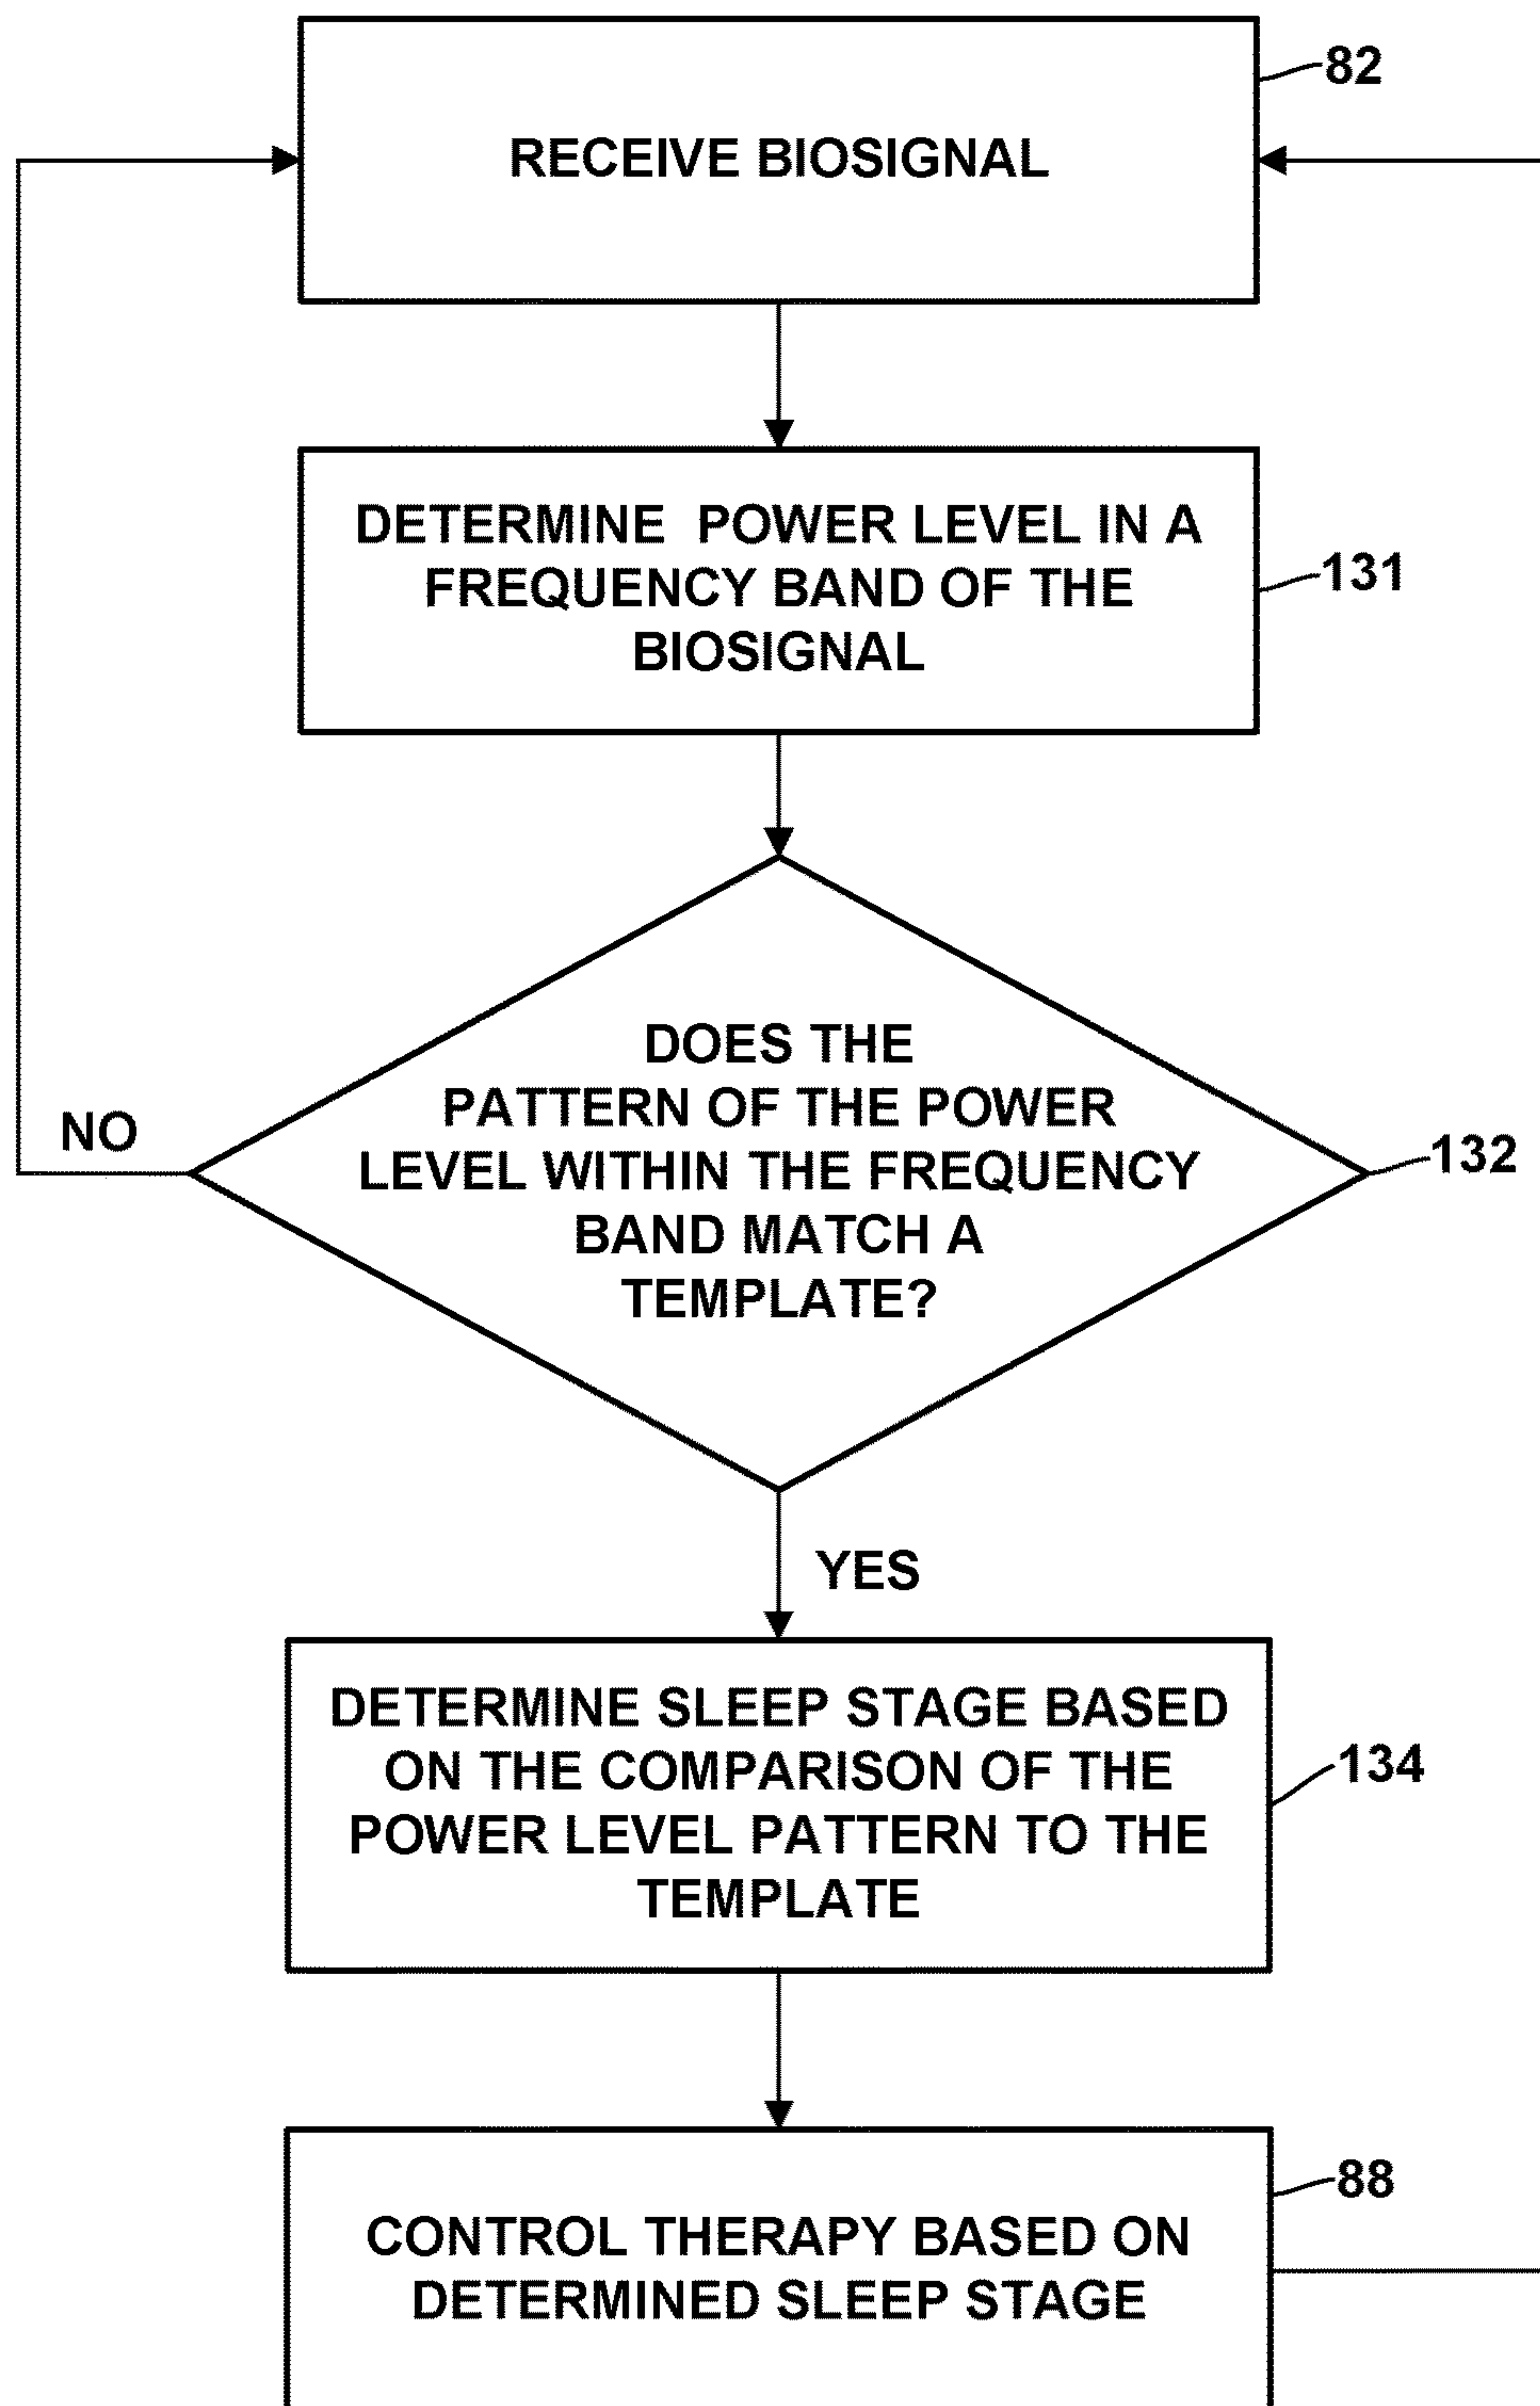 82
RECEIVE BIOSIGNAL
DETERMINE POWER LEVEL IN A
FREQUENCY BAND OF THE
BIOSIGNAL
131
DOES THE
PATTERN OF THE POWER
LEVEL WITHIN THE FREQUENCY
BAND MATCH A
TEMPLATE?
NO
132
YES
DETERMINE SLEEP STAGE BASED
ON THE COMPARISON OF THE
POWER LEVEL PATTERN TO THE
TEMPLATE
134
88
CONTROL THERAPY BASED ON
DETERMINED SLEEP STAGE